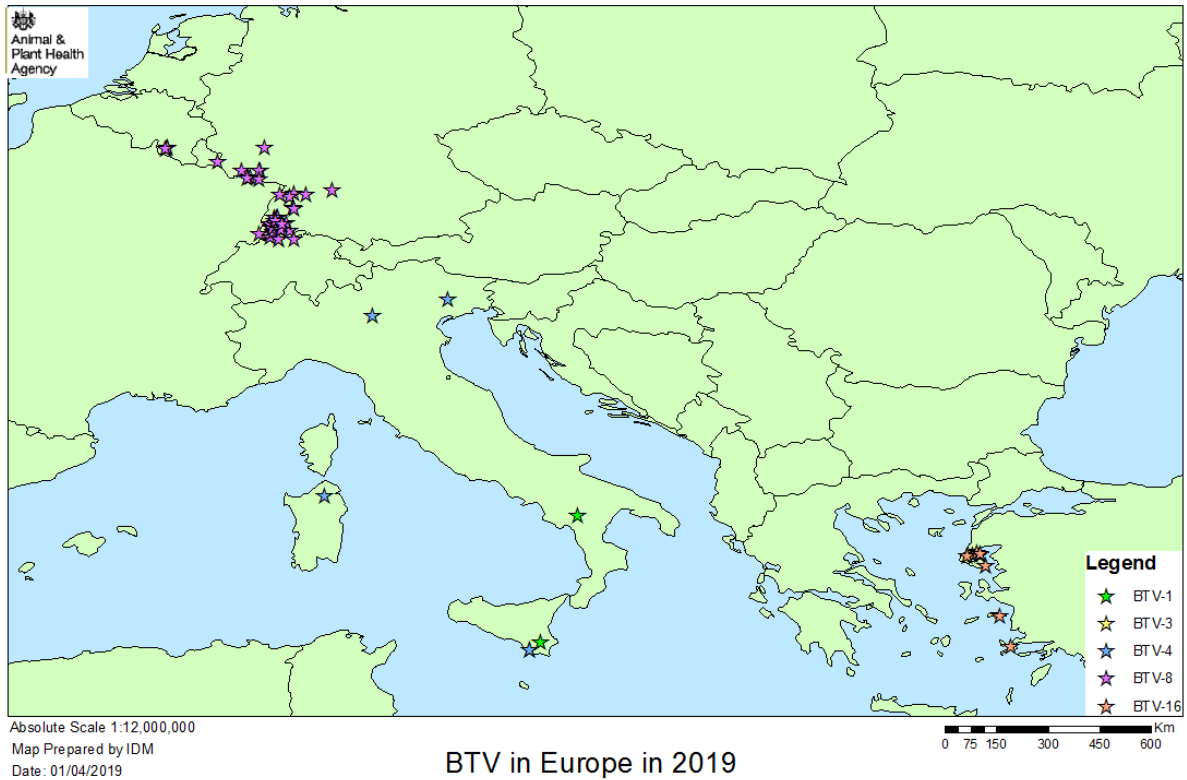 Animal &
Plant Health
Agency
Legend
BTV-1
BTV-3
BTV-4
BTV-8
BTV-16
Absolute Scale 1:12,000,000
Map Prepared by IDM
Date: 01/04/2019
BTV in Europe in 2019
Km
0 75 150 300 450 600